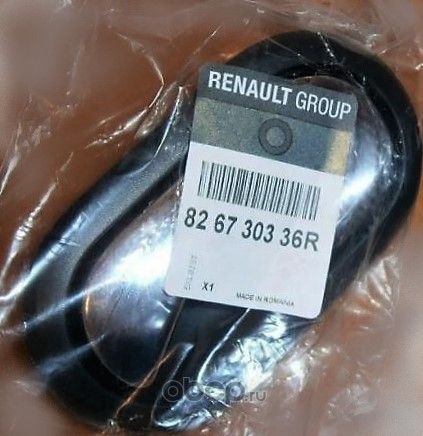 RENAULT GROUP
82 67 303 36R
X1
MADE IN ROMANIA